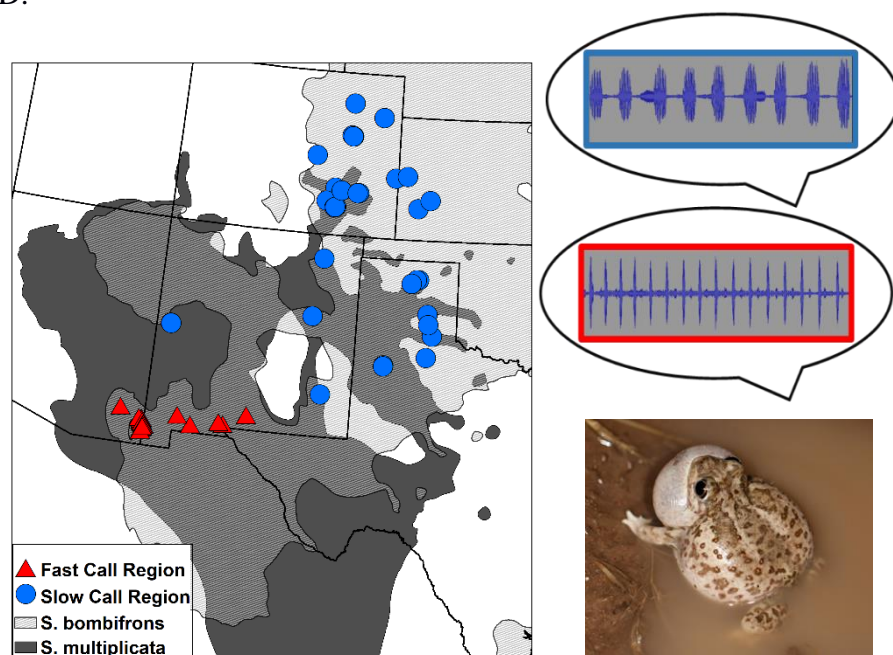 D.
Fast Call Region
Slow Call Region
S. bombifrons
S. multiplicata